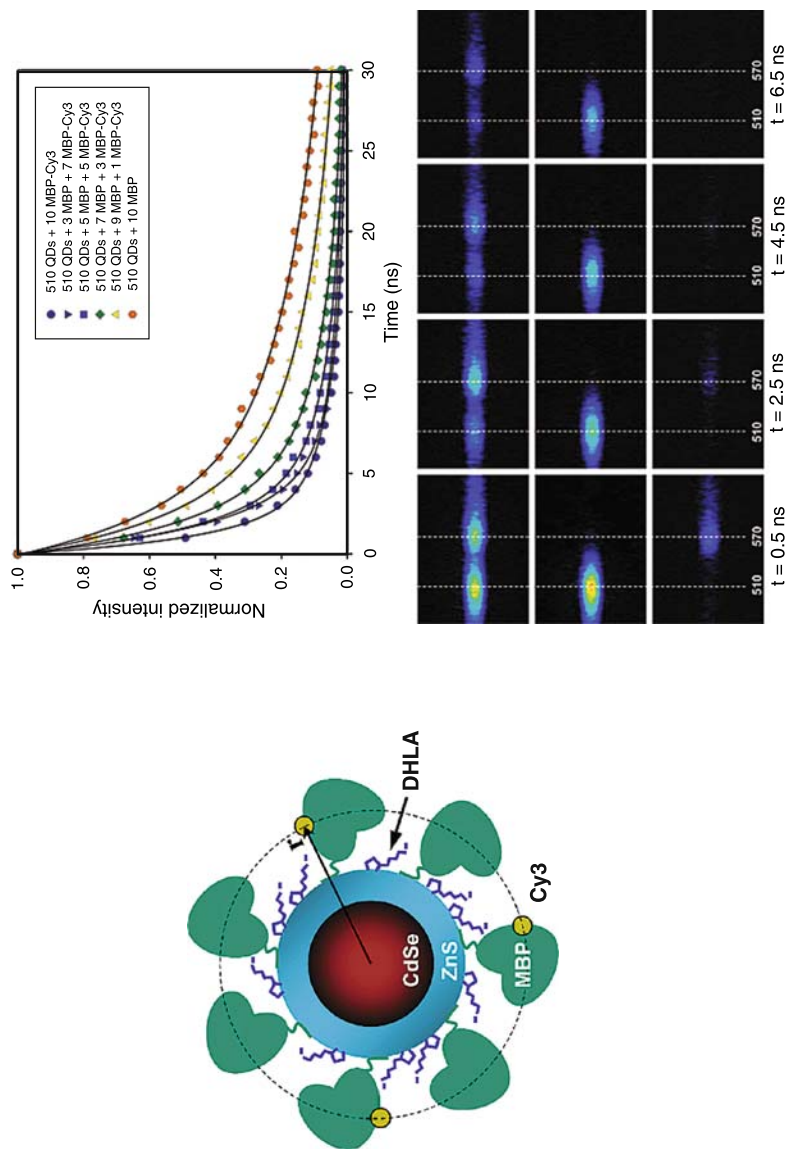 r
DHLA
CdSe
ZnS
MBP
Cy3
Normalized intensity
1.0
0.8
0.6
0.4
0.2
0.0
0
5
10
15
20
25
30
Time (ns)
510 QDs + 10 MBP-Cy3
510 QDs + 3 MBP + 7 MBP-Cy3
510 QDs + 5 MBP + 5 MBP-Cy3
510 QDs + 7 MBP + 3 MBP-Cy3
510 QDs + 9 MBP + 1 MBP-Cy3
510 QDs + 10 MBP
510 570
510 570
510 570
510 570
t = 0.5 ns
t = 2.5 ns
t = 4.5 ns
t = 6.5 ns